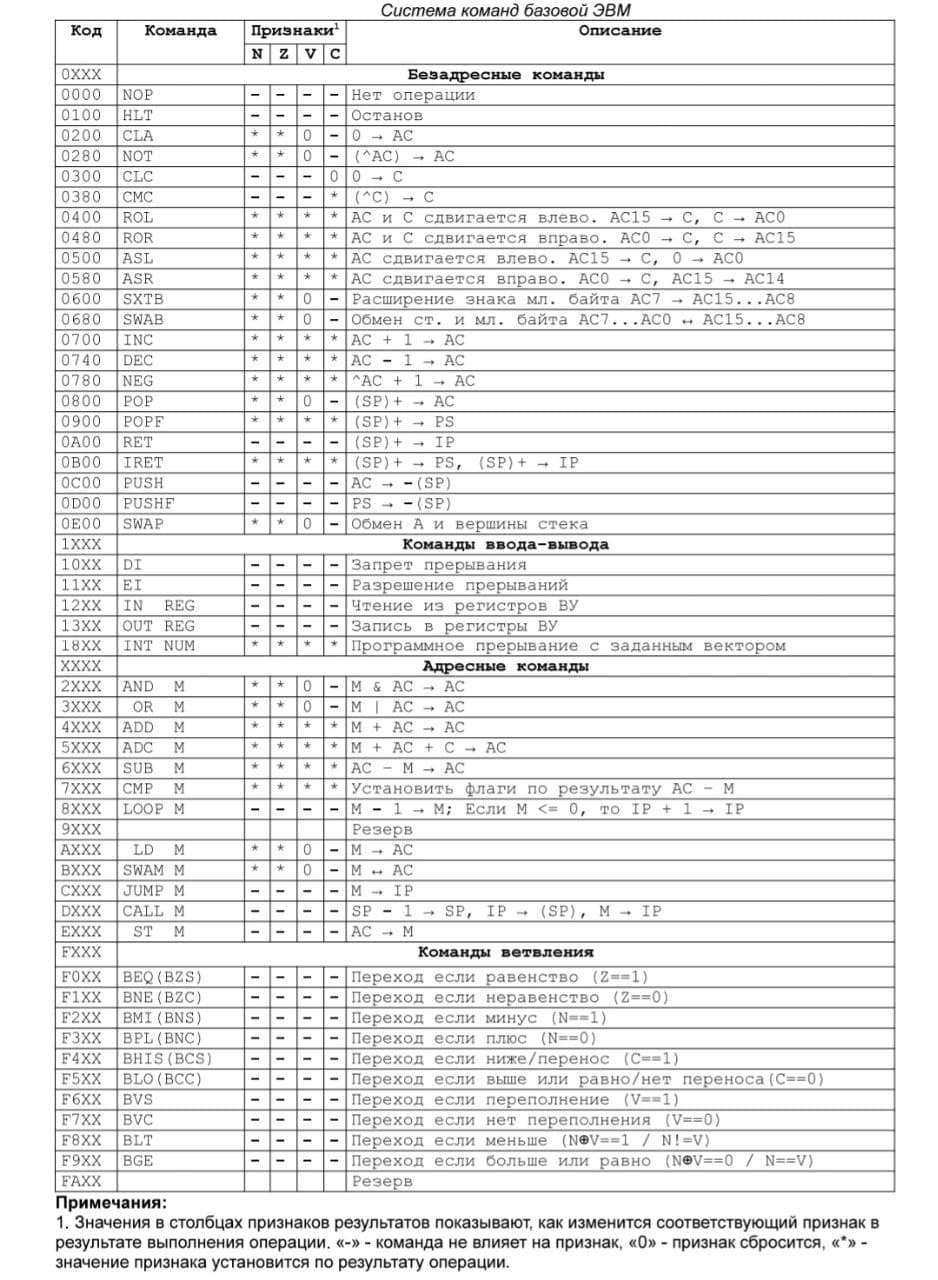 Система команд базовой ЭВМ
Код Команда Признаки1 Описание
N Z V C
0XXX Безадресные команды
0000 NOP - - - - Нет операции
0100 HLT - - - - Останов
0200 CLA * * 0 - 0 → AC
0280 NOT * * 0 - (^AC) → AC
0300 CLC - - - 0 0 → C
0380 CMC - - - * (^C) → C
0400 ROL * * * * AC и C сдвигается влево. AC15 → C, C → AC0
0480 ROR * * * * AC и C сдвигается вправо. AC0 → C, C → AC15
0500 ASL * * * * AC сдвигается влево. AC15 → C, 0 → AC0
0580 ASR * * * * AC сдвигается вправо. AC0 → C, AC15 → AC14
0600 SXTB * * 0 - Расширение знака мл. байта AC7 → AC15...AC8
0680 SWAB * * 0 - Обмен ст. и мл. байта AC7...AC0 ↔ AC15...AC8
0700 INC * * * * AC + 1 → AC
0740 DEC * * * * AC - 1 → AC
0780 NEG * * * * ^AC + 1 → AC
0800 POP * * 0 - (SP)+ → AC
0900 POPF * * * * (SP)+ → PS
0A00 RET - - - - (SP)+ → IP
0B00 IRET * * * * (SP)+ → PS, (SP)+ → IP
0C00 PUSH - - - - AC → -(SP)
0D00 PUSHF - - - - PS → -(SP)
0E00 SWAP * * 0 - Обмен A и вершины стека
1XXX Команды ввода-вывода
10XX DI - - - - Запрет прерывания
11XX EI - - - - Разрешение прерываний
12XX IN REG - - - - Чтение из регистров ВУ
13XX OUT REG - - - - Запись в регистры ВУ
18XX INT NUM * * * * Программное прерывание с заданным вектором
XXXX Адресные команды
2XXX AND M * * 0 - M & AC → AC
3XXX OR M * * 0 - M | AC → AC
4XXX ADD M * * * * M + AC → AC
5XXX ADC M * * * * M + AC + C → AC
6XXX SUB M * * * * AC - M → AC
7XXX CMP M * * * * Установить флаги по результату AC - M
8XXX LOOP M - - - - M - 1 → M; Если M <= 0, то IP + 1 → IP
9XXX Резерв
AXXX LD M * * 0 - M → AC
BXXX SWAM M * * 0 - M ↔ AC
CXXX JUMP M - - - - M → IP
DXXX CALL M - - - - SP - 1 → SP, IP → (SP), M → IP
EXXX ST M - - - - AC → M
FXXX Команды ветвления
F0XX BEQ(BZS) - - - - Переход если равенство (Z==1)
F1XX BNE(BZC) - - - - Переход если неравенство (Z==0)
F2XX BMI(BNS) - - - - Переход если минус (N==1)
F3XX BPL(BNC) - - - - Переход если плюс (N==0)
F4XX BHIS(BCS) - - - - Переход если ниже/перенос (C==1)
F5XX BLO(BCC) - - - - Переход если выше или равно/нет переноса(C==0)
F6XX BVS - - - - Переход если переполнение (V==1)
F7XX BVC - - - - Переход если нет переполнения (V==0)
F8XX BLT - - - - Переход если меньше (N⊕V==1 / N!=V)
F9XX BGE - - - - Переход если больше или равно (N⊕V==0 / N==V)
FAXX Резерв
Примечания:
1. Значения в столбцах признаков результатов показывают, как изменится соответствующий признак в
результате выполнения операции. «-» - команда не влияет на признак, «0» - признак сбросится, «*» -
значение признака установится по результату операции.